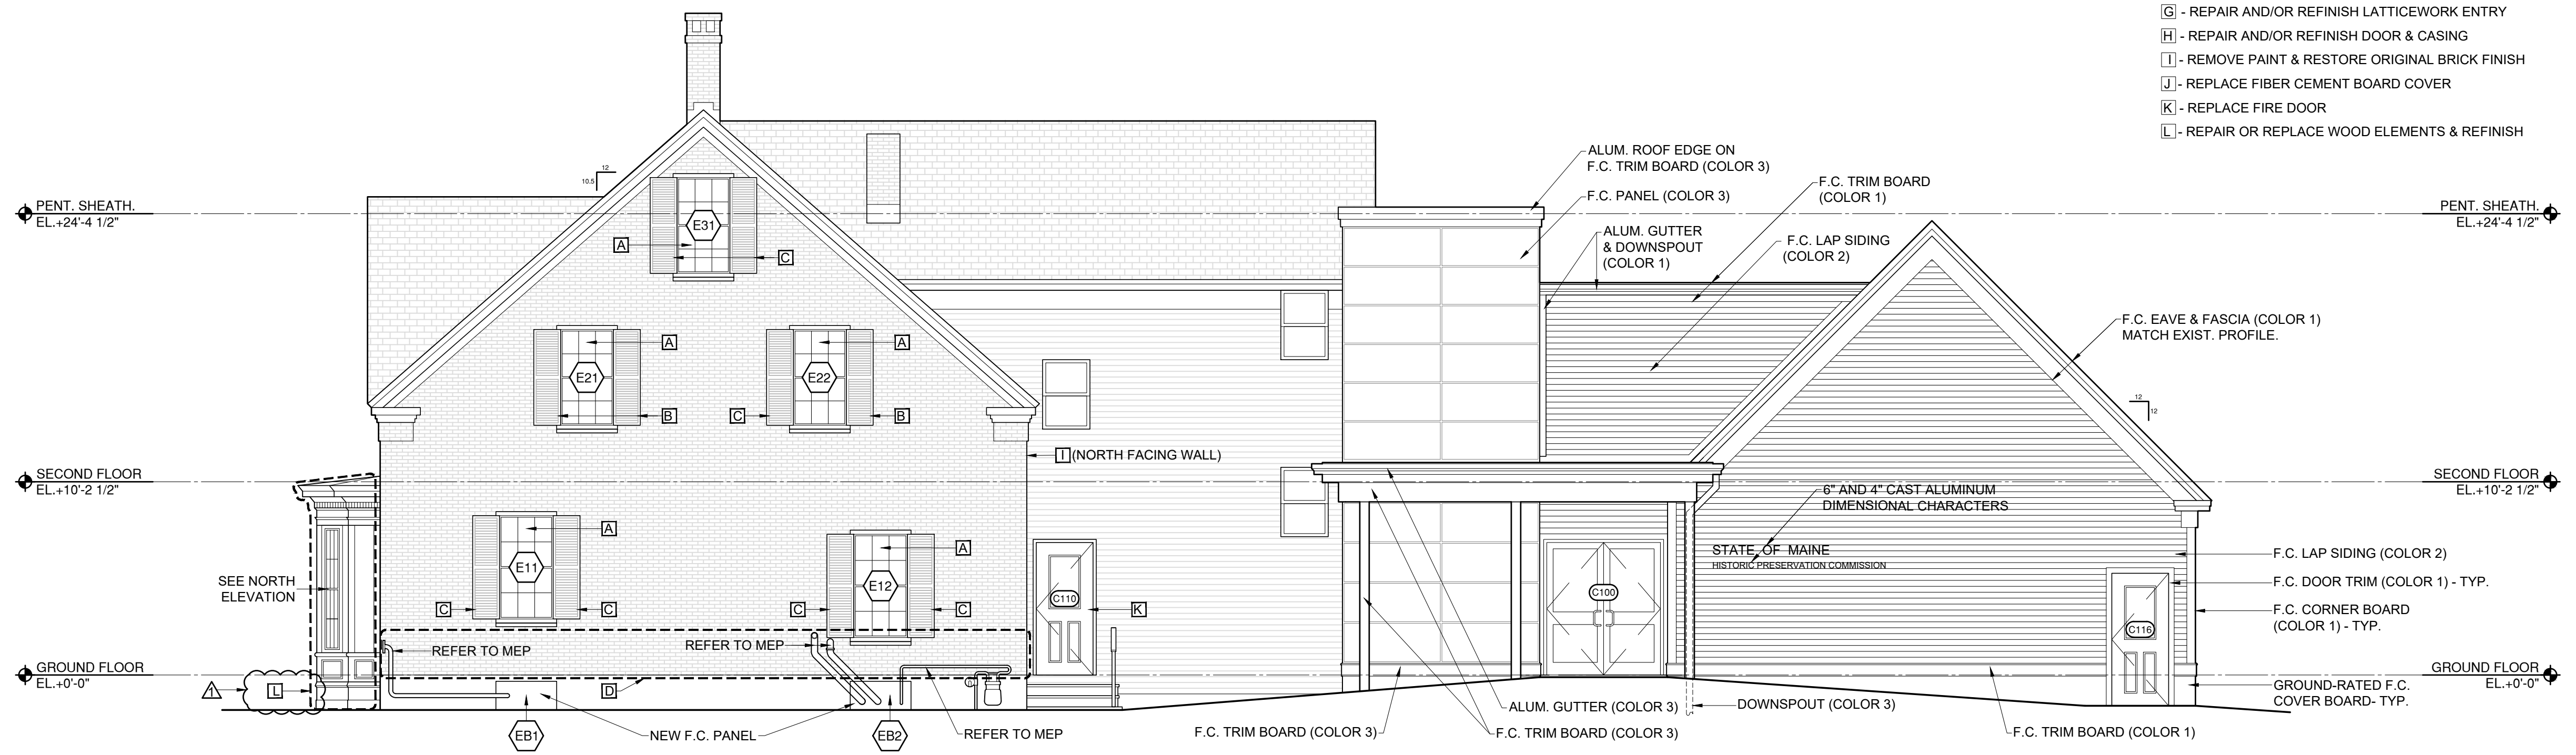 G - REPAIR AND/OR REFINISH LATTICEWORK ENTRY
H - REPAIR AND/OR REFINISH DOOR & CASING
I - REMOVE PAINT & RESTORE ORIGINAL BRICK FINISH
J - REPLACE FIBER CEMENT BOARD COVER
K - REPLACE FIRE DOOR
L - REPAIR OR REPLACE WOOD ELEMENTS & REFINISH
ALUM. ROOF EDGE ON
F.C. TRIM BOARD (COLOR 3)
F.C. PANEL (COLOR 3)
F.C. TRIM BOARD
(COLOR 1)
12
10.5
PENT. SHEATH.
EL.+24'-4 1/2"
PENT. SHEATH.
EL.+24'-4 1/2"
E31
A
C
ALUM. GUTTER
& DOWNSPOUT
(COLOR 1)
F.C. LAP SIDING
(COLOR 2)
F.C. EAVE & FASCIA (COLOR 1)
MATCH EXIST. PROFILE.
A
A
E21
E22
B
C
B
12
12
I (NORTH FACING WALL)
SECOND FLOOR
EL.+10'-2 1/2"
SECOND FLOOR
EL.+10'-2 1/2"
6" AND 4" CAST ALUMINUM
DIMENSIONAL CHARACTERS
A
A
E11
E12
STATE OF MAINE
HISTORIC PRESERVATION COMMISSION
F.C. LAP SIDING (COLOR 2)
SEE NORTH
ELEVATION
C110
C100
F.C. DOOR TRIM (COLOR 1) - TYP.
C
C
C
C
K
F.C. CORNER BOARD
(COLOR 1) - TYP.
C116
REFER TO MEP
REFER TO MEP
GROUND FLOOR
EL.+0'-0"
GROUND FLOOR
EL.+0'-0"
1
L
D
GROUND-RATED F.C.
COVER BOARD- TYP.
ALUM. GUTTER (COLOR 3)
DOWNSPOUT (COLOR 3)
EB1
NEW F.C. PANEL
EB2
REFER TO MEP
F.C. TRIM BOARD (COLOR 3)
F.C. TRIM BOARD (COLOR 3)
F.C. TRIM BOARD (COLOR 1)